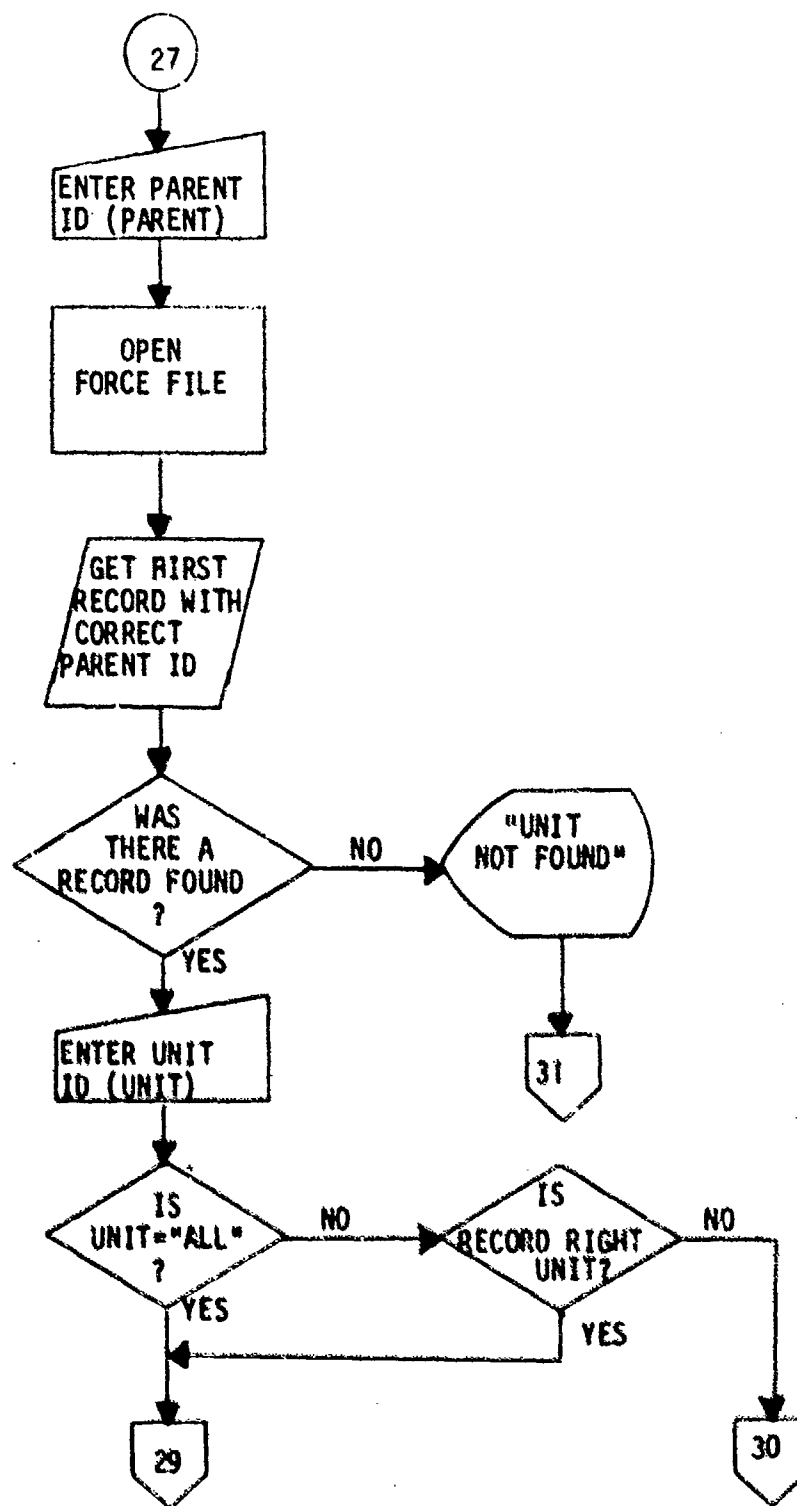 27
ENTER PARENT
ID (PARENT)
OPEN
FORCE FILE
GET FIRST
RECORD WITH
CORRECT
PARENT ID
WAS
THERE A
RECORD FOUND
?
NO
"UNIT
NOT FOUND"
YES
31
ENTER UNIT
ID (UNIT)
IS
UNIT="ALL"
?
NO
IS
RECORD RIGHT
UNIT?
NO
YES
YES
29
30